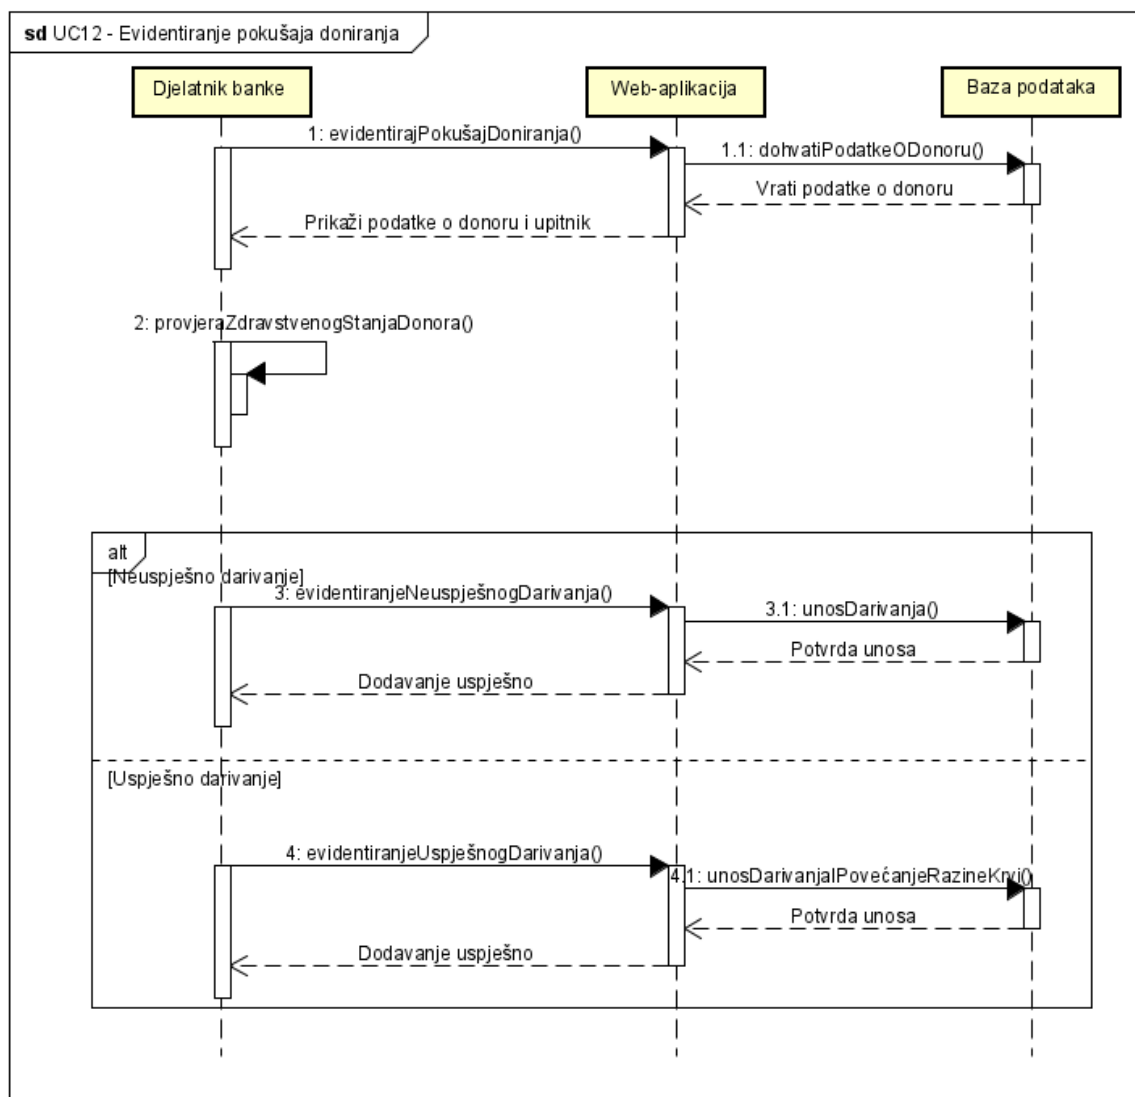 sd UC12 - Evidentiranje pokušaja doniranja
Djelatnik banke
Web-aplikacija
Baza podataka
1: evidentirajPokušajDoniranja()
1.1: dohvatiPodatkeODonoru()
Vrati podatke o donoru
Prikaži podatke o donoru i upitnik
2: provjeraZdravstvenogStanjaDonora()
alt
[Neuspješno darivanje]
3: evidentiranjeNeuspješnogDarivanja()
3.1: unosDarivanja()
Potvrda unosa
Dodavanje uspješno
[Uspješno darivanje]
4: evidentiranjeUspješnogDarivanja()
4.1: unosDarivanjaIPovećanjeRazineKrvi()
Potvrda unosa
Dodavanje uspješno